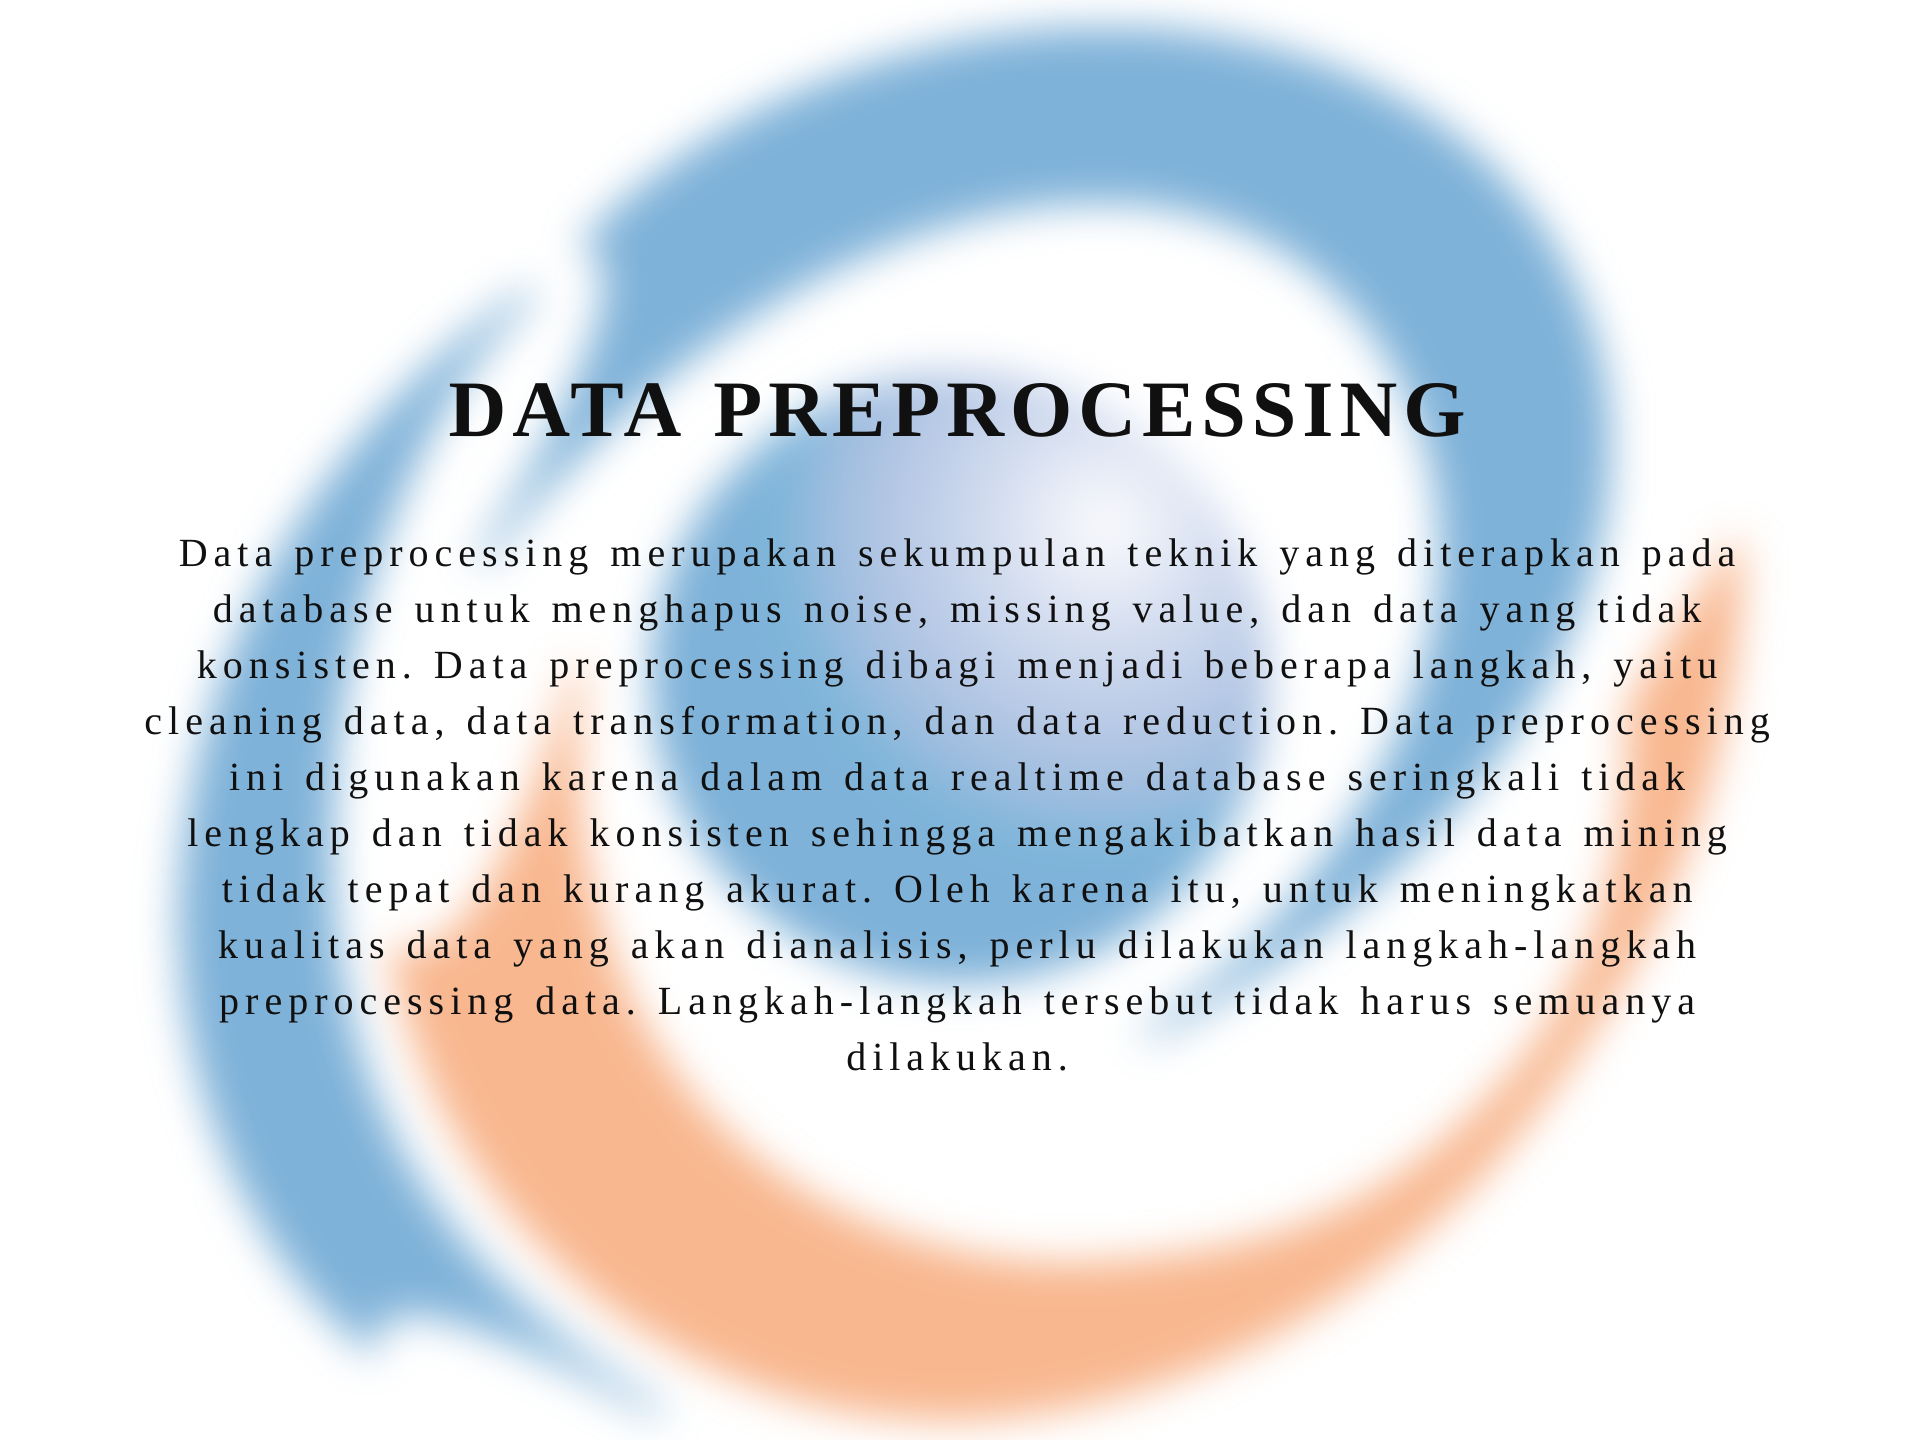 DATA PREPROCESSING
Data preprocessing merupakan sekumpulan teknik yang diterapkan pada
database untuk menghapus noise, missing value, dan data yang tidak
konsisten. Data preprocessing dibagi menjadi beberapa langkah, yaitu
cleaning data, data transformation, dan data reduction. Data preprocessing
ini digunakan karena dalam data realtime database seringkali tidak
lengkap dan tidak konsisten sehingga mengakibatkan hasil data mining
tidak tepat dan kurang akurat. Oleh karena itu, untuk meningkatkan
kualitas data yang akan dianalisis, perlu dilakukan langkah-langkah
preprocessing data. Langkah-langkah tersebut tidak harus semuanya
dilakukan.